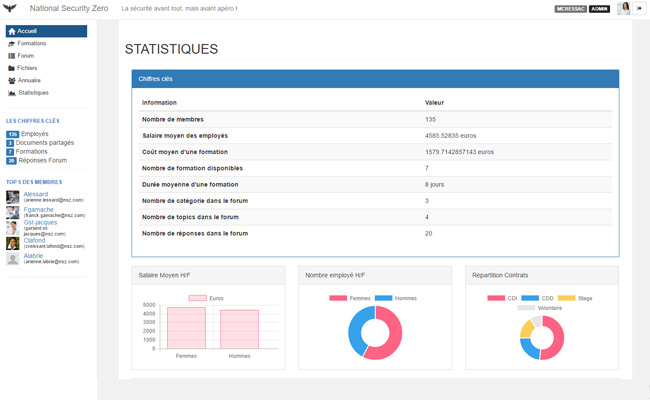 National Security Zero
La sécurité avant tout, mais avant apéro !
MCRESSAC ADMIN
Accueil
Formations
Forum
Fichiers
Annuaire
Statistiques
LES CHIFFRES CLÉS
135 Employés
3 Documents partagés
7 Formations
20 Réponses Forum
TOP 5 DES MEMBRES
Alessard
(arienne.lessard@nsz.com)
Fgamache
(franck.gamache@nsz.com)
Gst-jacques
(garland.st-
jacques@nsz.com)
Clafond
(croissant.lafond@nsz.com)
Alabrie
(arienne.labrie@nsz.com)
STATISTIQUES
Chiffres clés
Information Valeur
Nombre de membres 135
Salaire moyen des employés 4585.52835 euros
Coût moyen d'une formation 1579.7142857143 euros
Nombre de formation disponibles 7
Durée moyenne d'une formation 8 jours
Nombre de catégorie dans le forum 3
Nombre de topics dans le forum 4
Nombre de réponses dans le forum 20
Salaire Moyen H/F
Euros
5000
4000
3000
2000
1000
0
Femmes Hommes
Nombre employé H/F
Femmes Hommes
Repartition Contrats
CDI CDD Stage
Volontaire